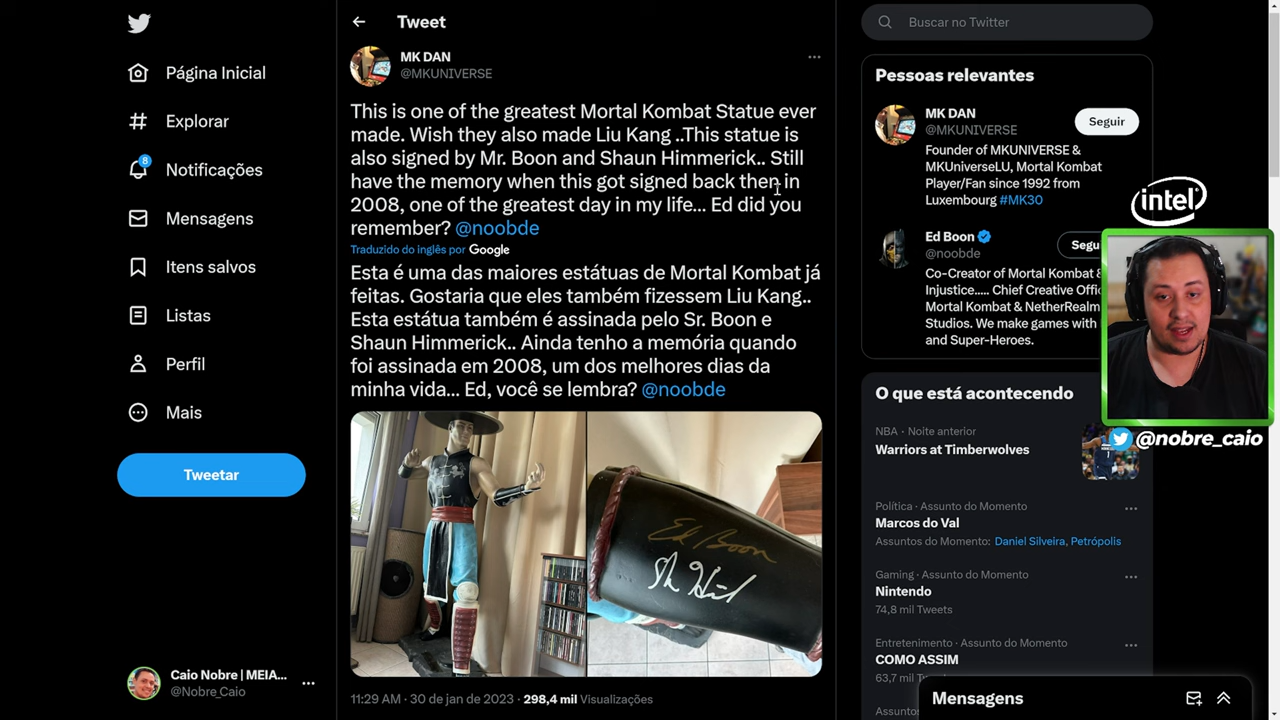 Tweet
Buscar no Twitter
Página Inicial
Explorar
8
Notificações
Mensagens
Itens salvos
Listas
Perfil
Mais
Tweetar
Caio Nobre | MEIA...
@Nobre_Caio
MK DAN
@MKUNIVERSE
This is one of the greatest Mortal Kombat Statue ever
made. Wish they also made Liu Kang ..This statue is
also signed by Mr. Boon and Shaun Himmerick.. Still
have the memory when this got signed back then in
2008, one of the greatest day in my life... Ed did you
remember? @noobde
Traduzido do inglês por Google
Esta é uma das maiores estátuas de Mortal Kombat já
feitas. Gostaria que eles também fizessem Liu Kang..
Esta estátua também é assinada pelo Sr. Boon e
Shaun Himmerick.. Ainda tenho a memória quando
foi assinada em 2008, um dos melhores dias da
minha vida... Ed, você se lembra? @noobde
Ed Boon
11:29 AM · 30 de jan de 2023 · 298,4 mil Visualizações
Pessoas relevantes
MK DAN
@MKUNIVERSE
Seguir
Founder of MKUNIVERSE &
MKUniverseLU, Mortal Kombat
Player/Fan since 1992 from
Luxembourg #MK30
Ed Boon
@noobde
Segu
Co-Creator of Mortal Kombat &
Injustice..... Chief Creative Offi
Mortal Kombat & NetherRealm
Studios. We make games with
and Super-Heroes.
intel
@nobre_caio
O que está acontecendo
NBA · Noite anterior
Warriors at Timberwolves
Política · Assunto do Momento
Marcos do Val
Assuntos do Momento: Daniel Silveira, Petrópolis
Gaming · Assunto do Momento
Nintendo
74,8 mil Tweets
Entretenimento · Assunto do Momento
COMO ASSIM
63,7 mil Tweets
Mensagens